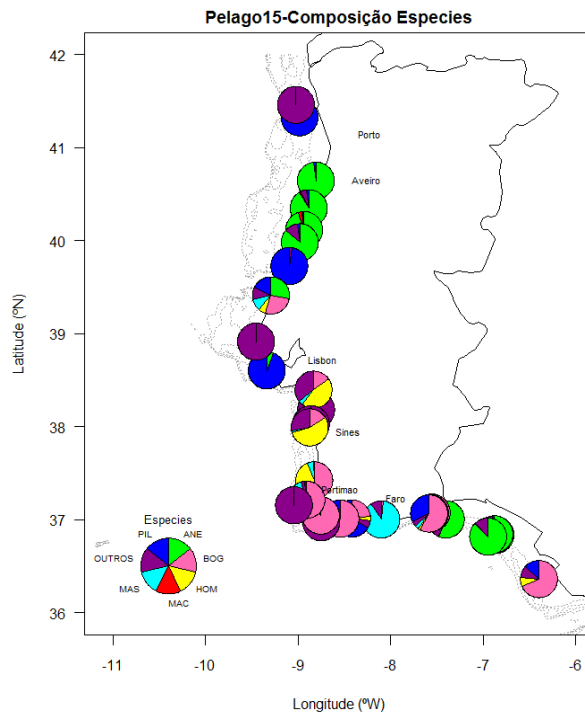 Pelago15-Composição Especies
42
41
40
39
38
37
36
Latitude (ºN)
Porto
Aveiro
Lisbon
Sines
Portimao
Faro
Especies
PIL
ANE
OUTROS
BOG
MAS
HOM
MAC
-11
-10
-9
-8
-7
-6
Longitude (ºW)